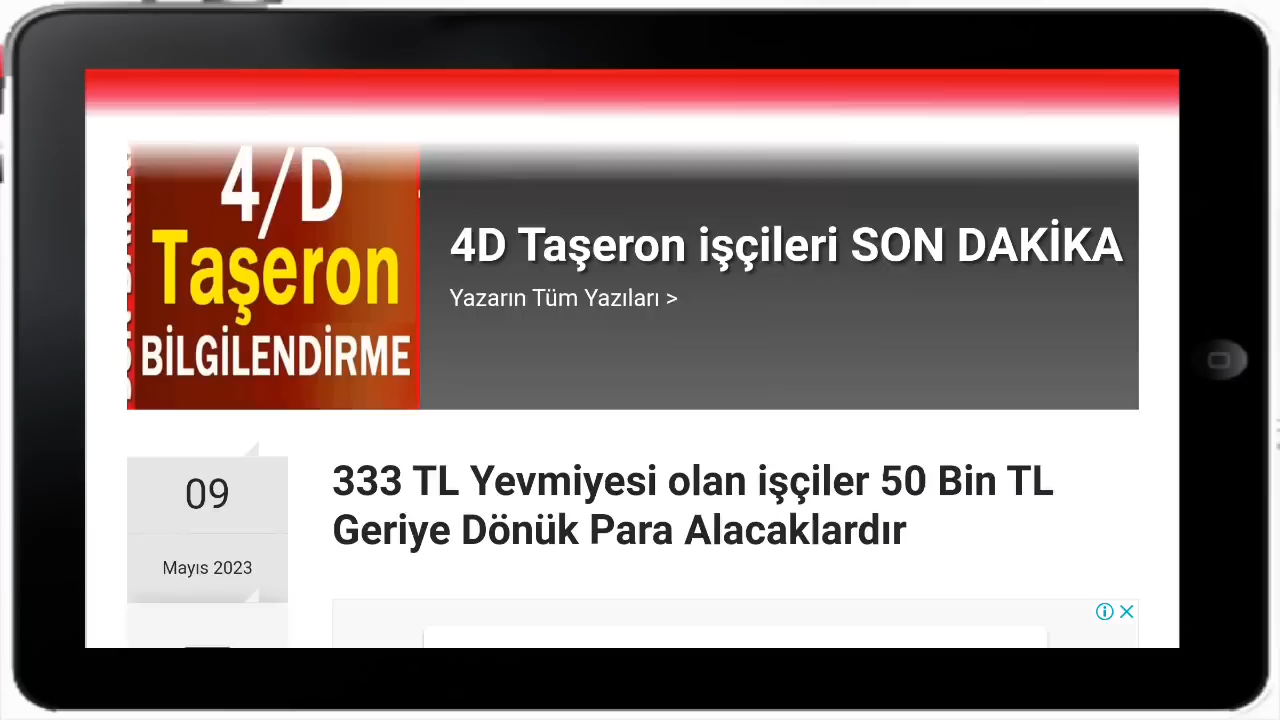 4/D
Taşeron
BİLGİLENDİRME
4D Taşeron işçileri SON DAKİKA
Yazarın Tüm Yazıları >
09
Mayıs 2023
333 TL Yevmiyesi olan işçiler 50 Bin TL
Geriye Dönük Para Alacaklardır